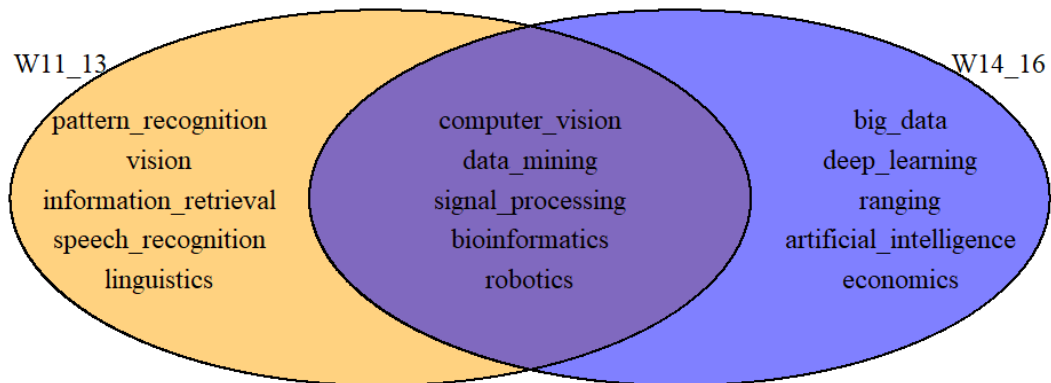 W11_13
W14_16
pattern_recognition
vision
information_retrieval
speech_recognition
linguistics
computer_vision
data_mining
signal_processing
bioinformatics
robotics
big_data
deep_learning
ranging
artificial_intelligence
economics